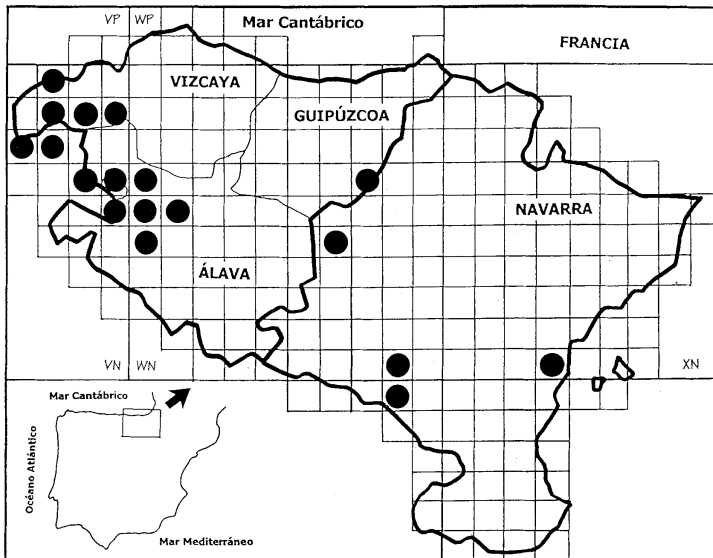 VP WP
Mar Cantábrico
FRANCIA
VIZCAYA
GUIPÚZCOA
NAVARRA
ÁLAVA
VN WN
XN
Mar Cantábrico
Océano Atlántico
Mar Mediterráneo